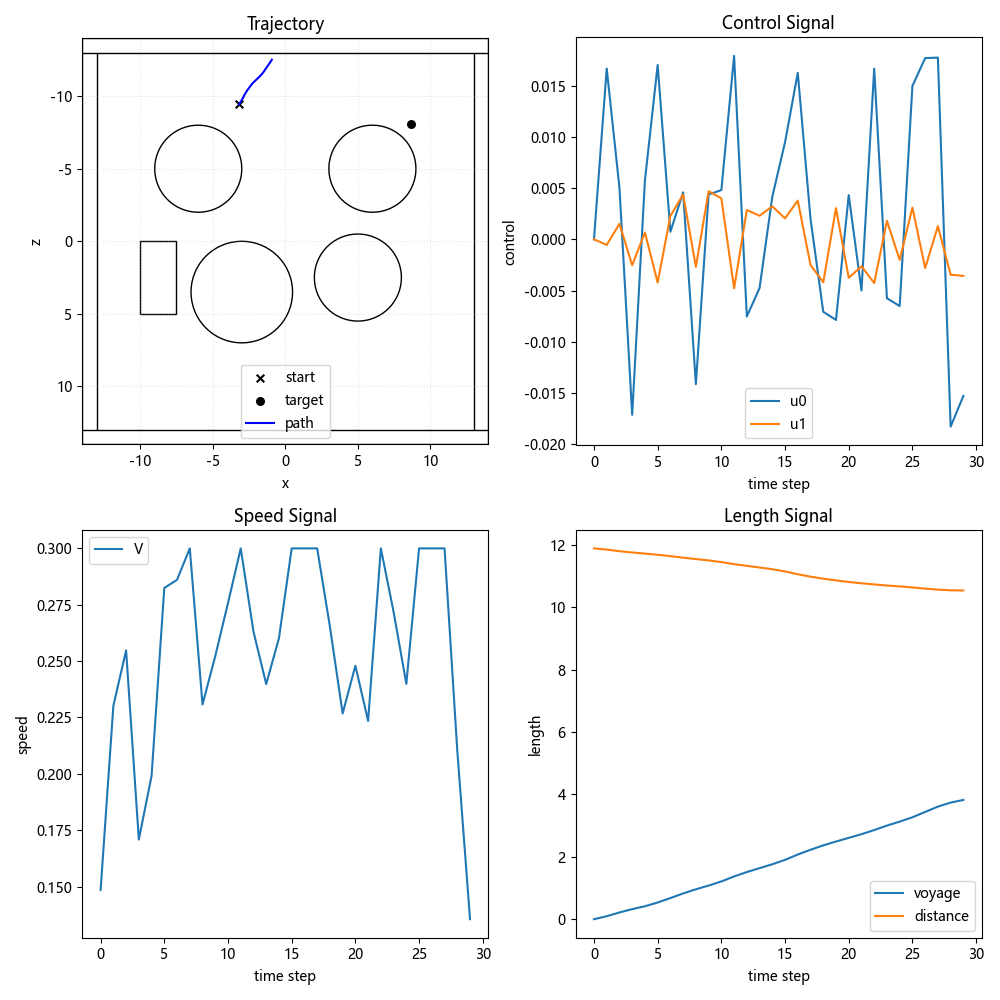 Trajectory
-10
-5
0
5
10
z
-10
-5
0
5
10
x
start
target
path
Control Signal
0.015
0.010
0.005
0.000
-0.005
-0.010
-0.015
-0.020
control
0
5
10
15
20
25
30
time step
u0
u1
Speed Signal
0.300
0.275
0.250
0.225
0.200
0.175
0.150
speed
0
5
10
15
20
25
30
time step
V
Length Signal
12
10
8
6
4
2
0
length
0
5
10
15
20
25
30
time step
voyage
distance